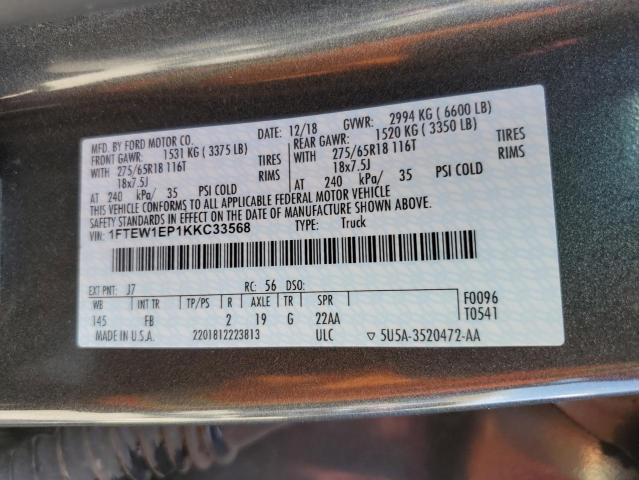 MFD. BY FORD MOTOR CO. DATE: 12/18 GVWR: 2994 KG ( 6600 LB)
FRONT GAWR: 1531 KG ( 3375 LB) REAR GAWR: 1520 KG ( 3350 LB)
WITH 275/65R18 116T TIRES WITH 275/65R18 116T TIRES
18x7.5J RIMS 18x7.5J RIMS
AT 240 kPa/ 35 PSI COLD AT 240 kPa/ 35 PSI COLD
THIS VEHICLE CONFORMS TO ALL APPLICABLE FEDERAL MOTOR VEHICLE
SAFETY STANDARDS IN EFFECT ON THE DATE OF MANUFACTURE SHOWN ABOVE.
VIN: 1FTEW1EP1KKC33568 TYPE: Truck
EXT PNT: J7 RC: 56 DSO: F0096
WB INT TR TP/PS R AXLE TR SPR T0541
145 FB 2 19 G 22AA
MADE IN U.S.A. 2201812223813 ULC ▽ 5U5A-3520472-AA